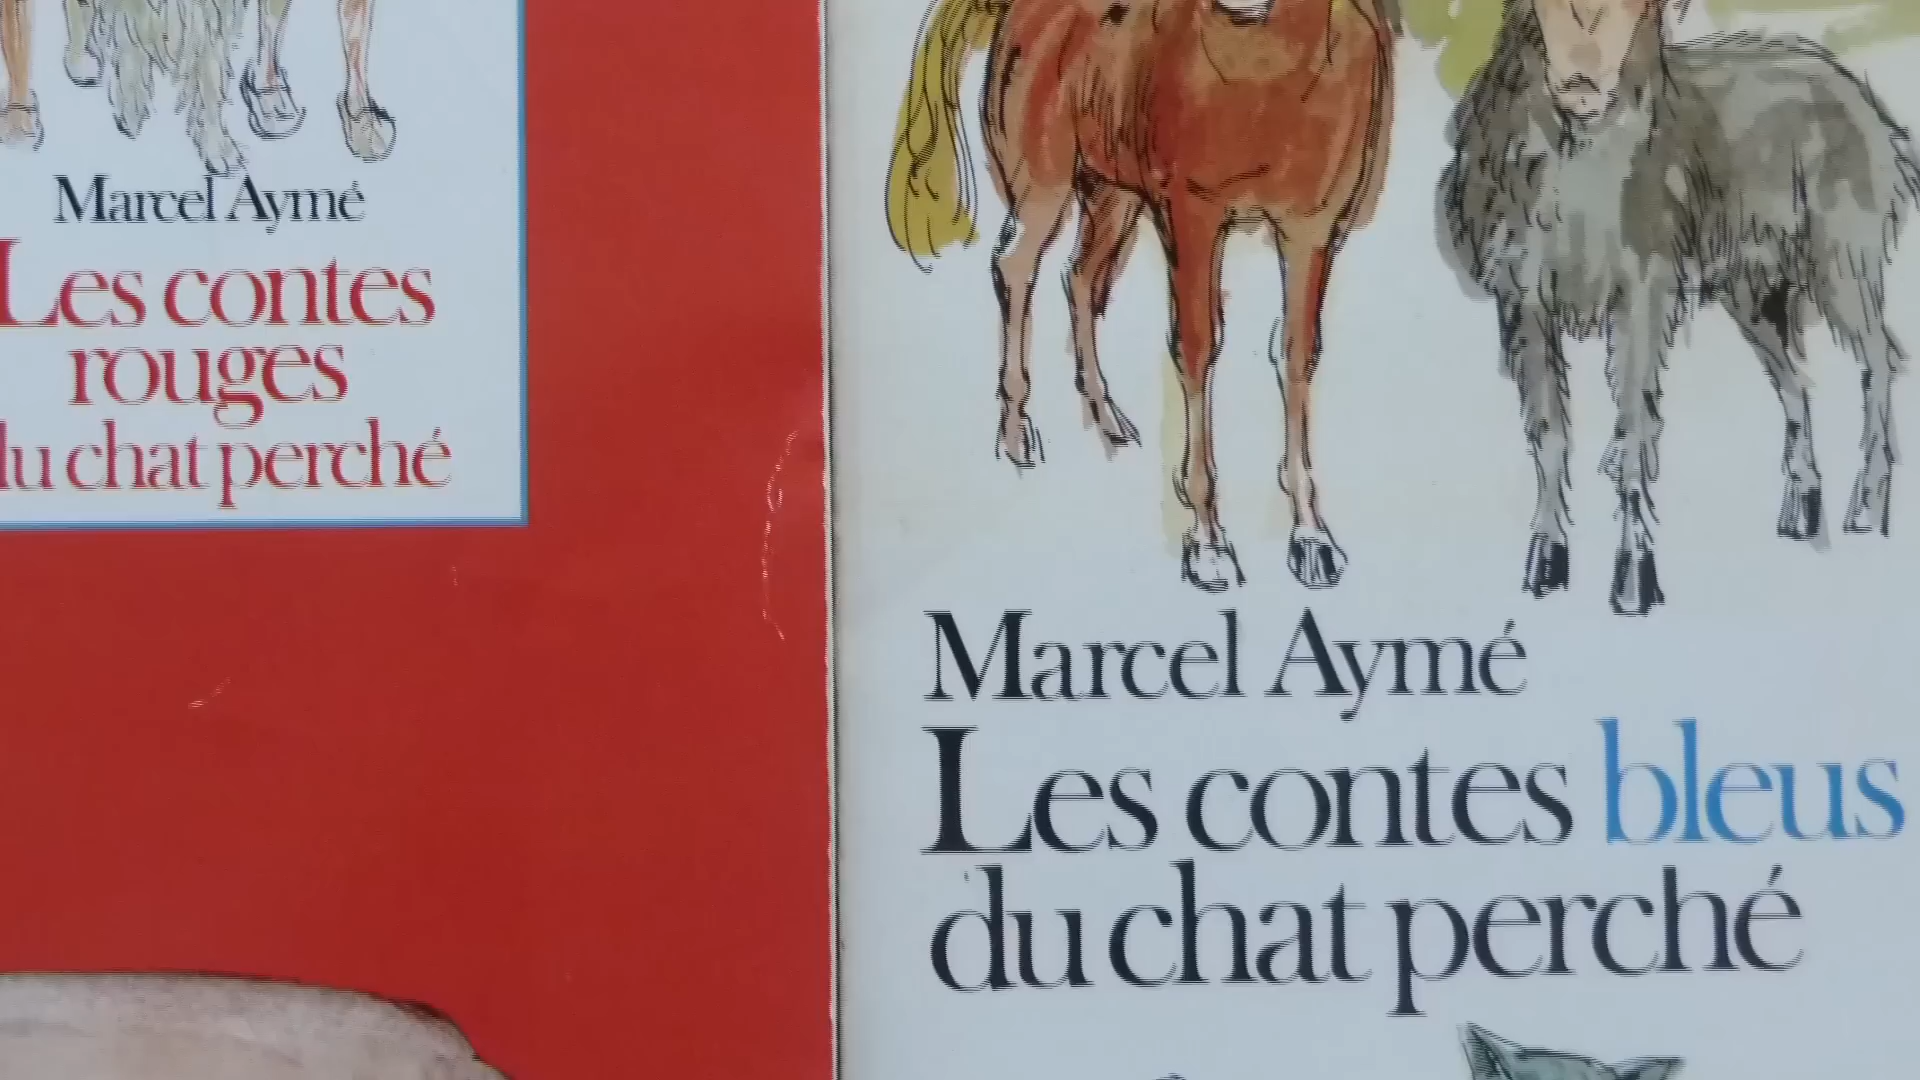 Marcel Aymé
Les contes
rouges
du chat perché
Marcel Aymé
Les contes bleus
du chat perché